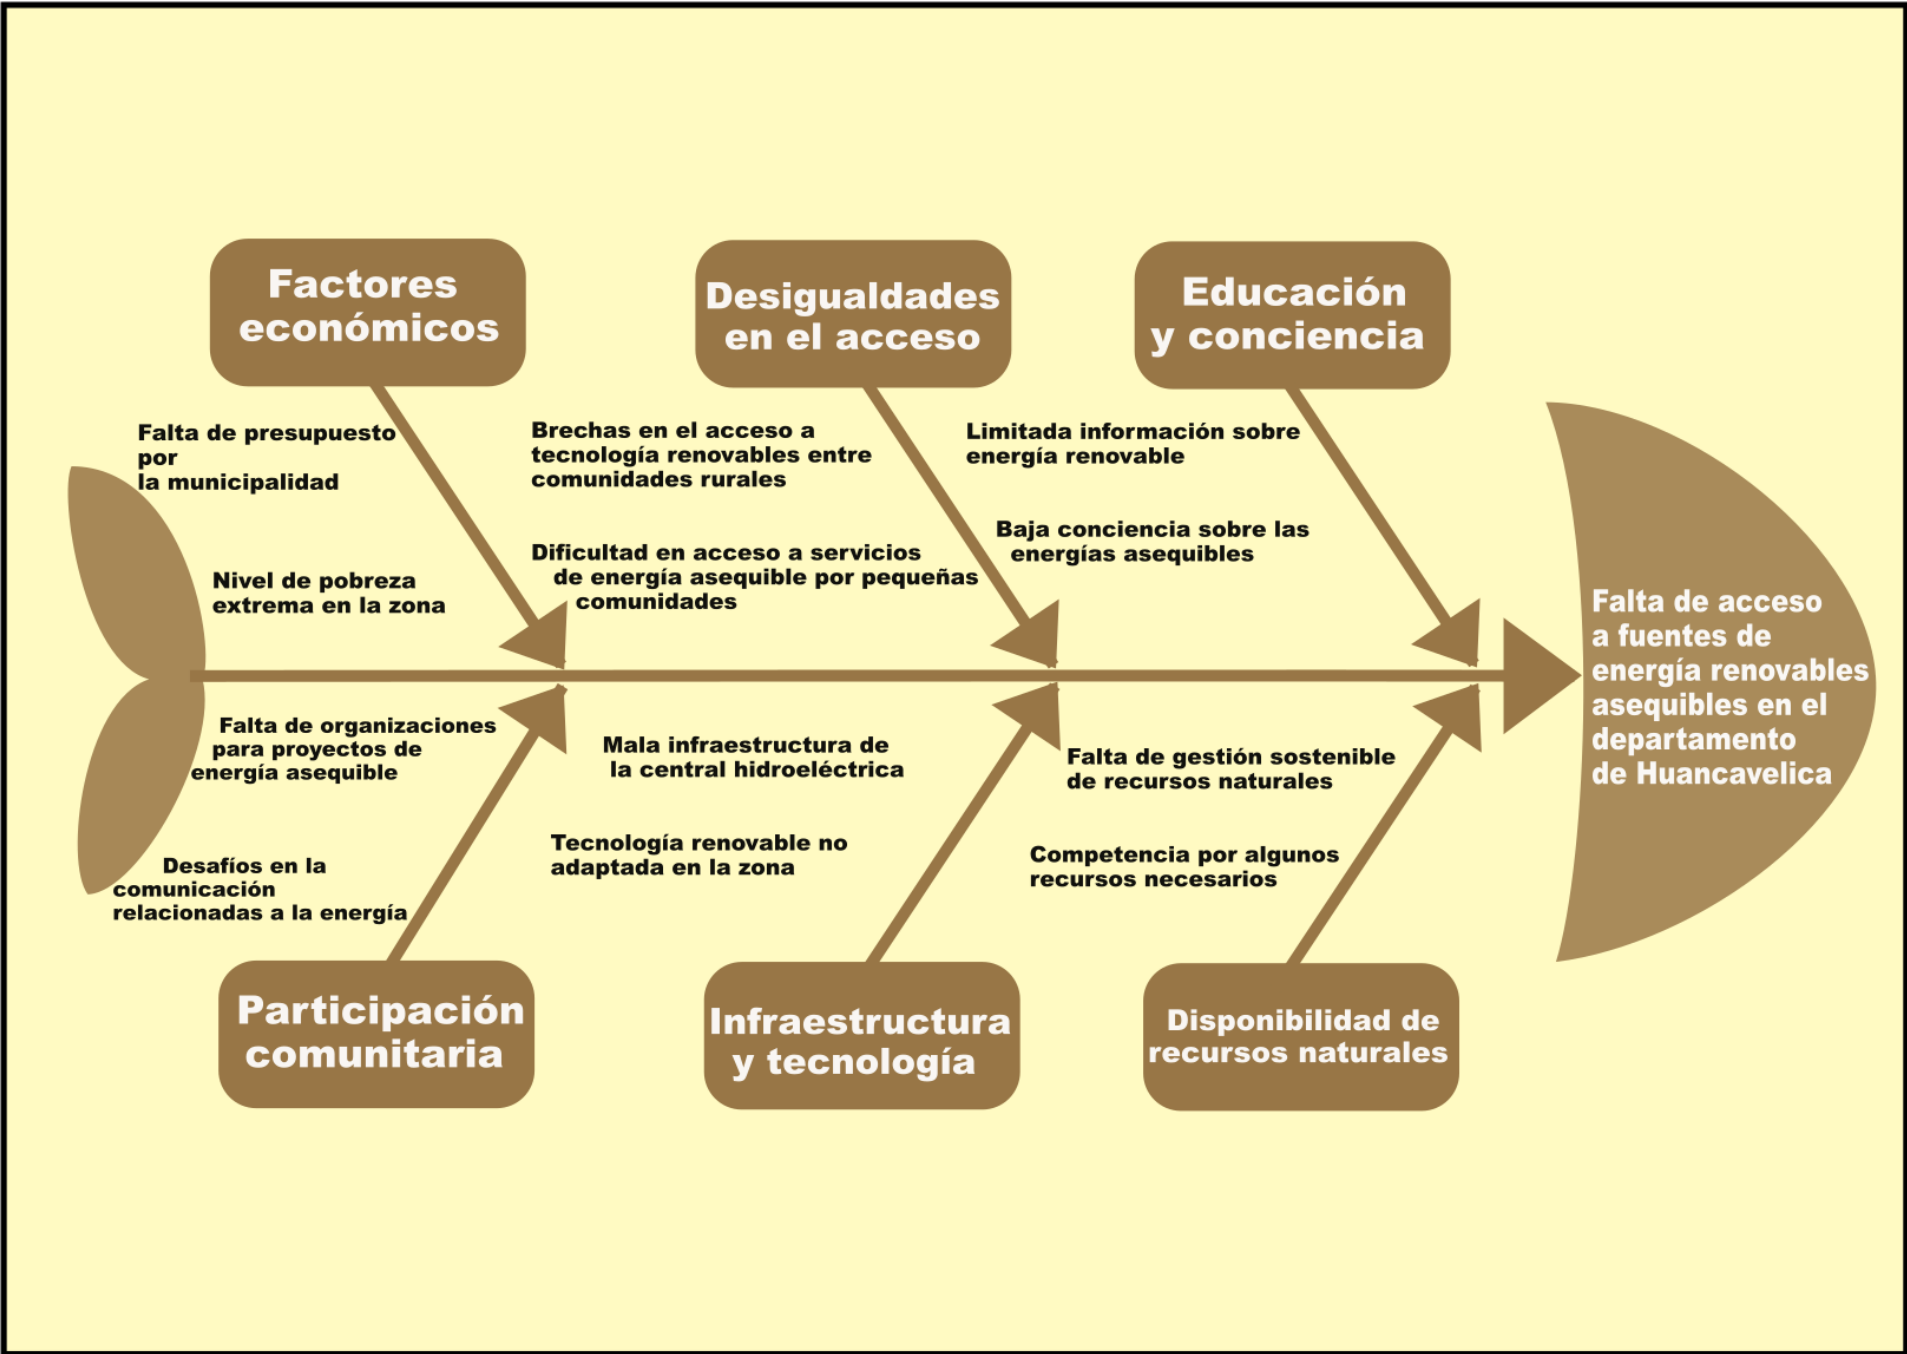 Factores
económicos
Desigualdades
en el acceso
Educación
y conciencia
Falta de presupuesto
por
la municipalidad
Nivel de pobreza
extrema en la zona
Brechas en el acceso a
tecnología renovables entre
comunidades rurales
Dificultad en acceso a servicios
de energía asequible por pequeñas
comunidades
Limitada información sobre
energía renovable
Baja conciencia sobre las
energías asequibles
Falta de acceso
a fuentes de
energía renovables
asequibles en el
departamento
de Huancavelica
Falta de organizaciones
para proyectos de
energía asequible
Desafíos en la
comunicación
relacionadas a la energía
Mala infraestructura de
la central hidroeléctrica
Tecnología renovable no
adaptada en la zona
Falta de gestión sostenible
de recursos naturales
Competencia por algunos
recursos necesarios
Participación
comunitaria
Infraestructura
y tecnología
Disponibilidad de
recursos naturales